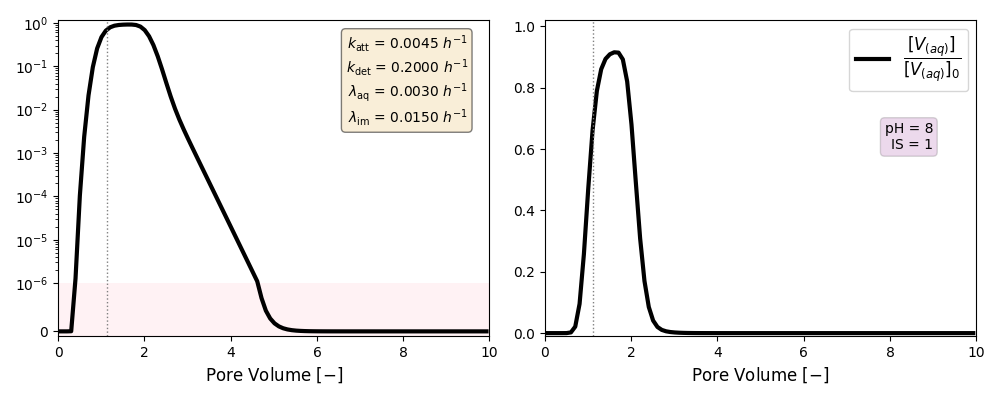 10^0
10^−1
10^−2
10^−3
10^−4
10^−5
10^−6
0
k_att = 0.0045 h^−1
k_det = 0.2000 h^−1
λ_aq = 0.0030 h^−1
λ_im = 0.0150 h^−1
0 2 4 6 8 10
Pore Volume [−]
1.0
0.8
0.6
0.4
0.2
0.0
[V_(aq)]
[V_(aq)]_0
pH = 8
IS = 1
0 2 4 6 8 10
Pore Volume [−]